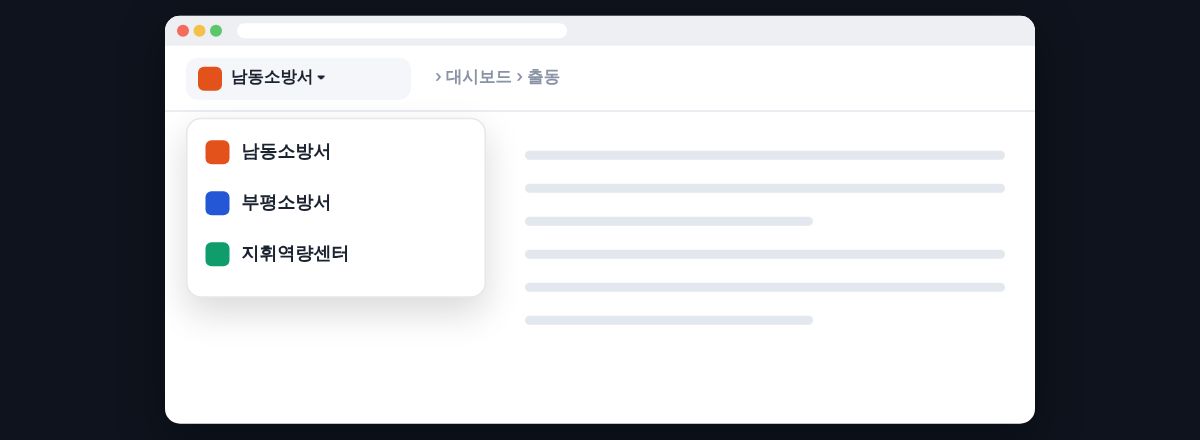 남동소방서 ▾
› 대시보드 › 출동
남동소방서
부평소방서
지휘역량센터